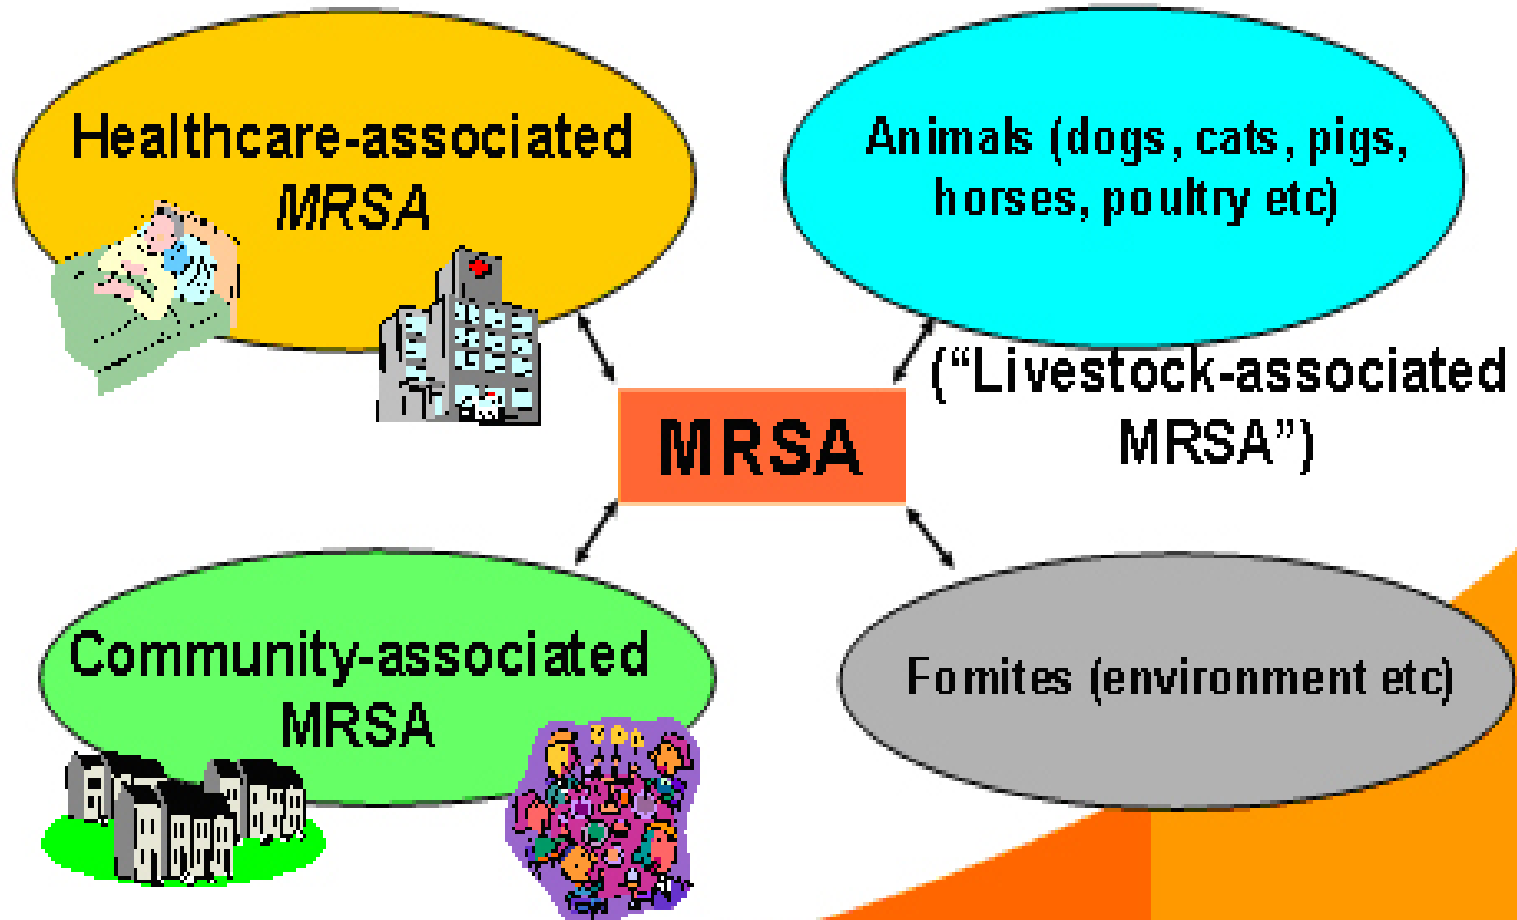 Healthcare-associated
MRSA
Animals (dogs, cats, pigs,
horses, poultry etc)
(“Livestock-associated
MRSA”)
MRSA
Community-associated
MRSA
Fomites (environment etc)